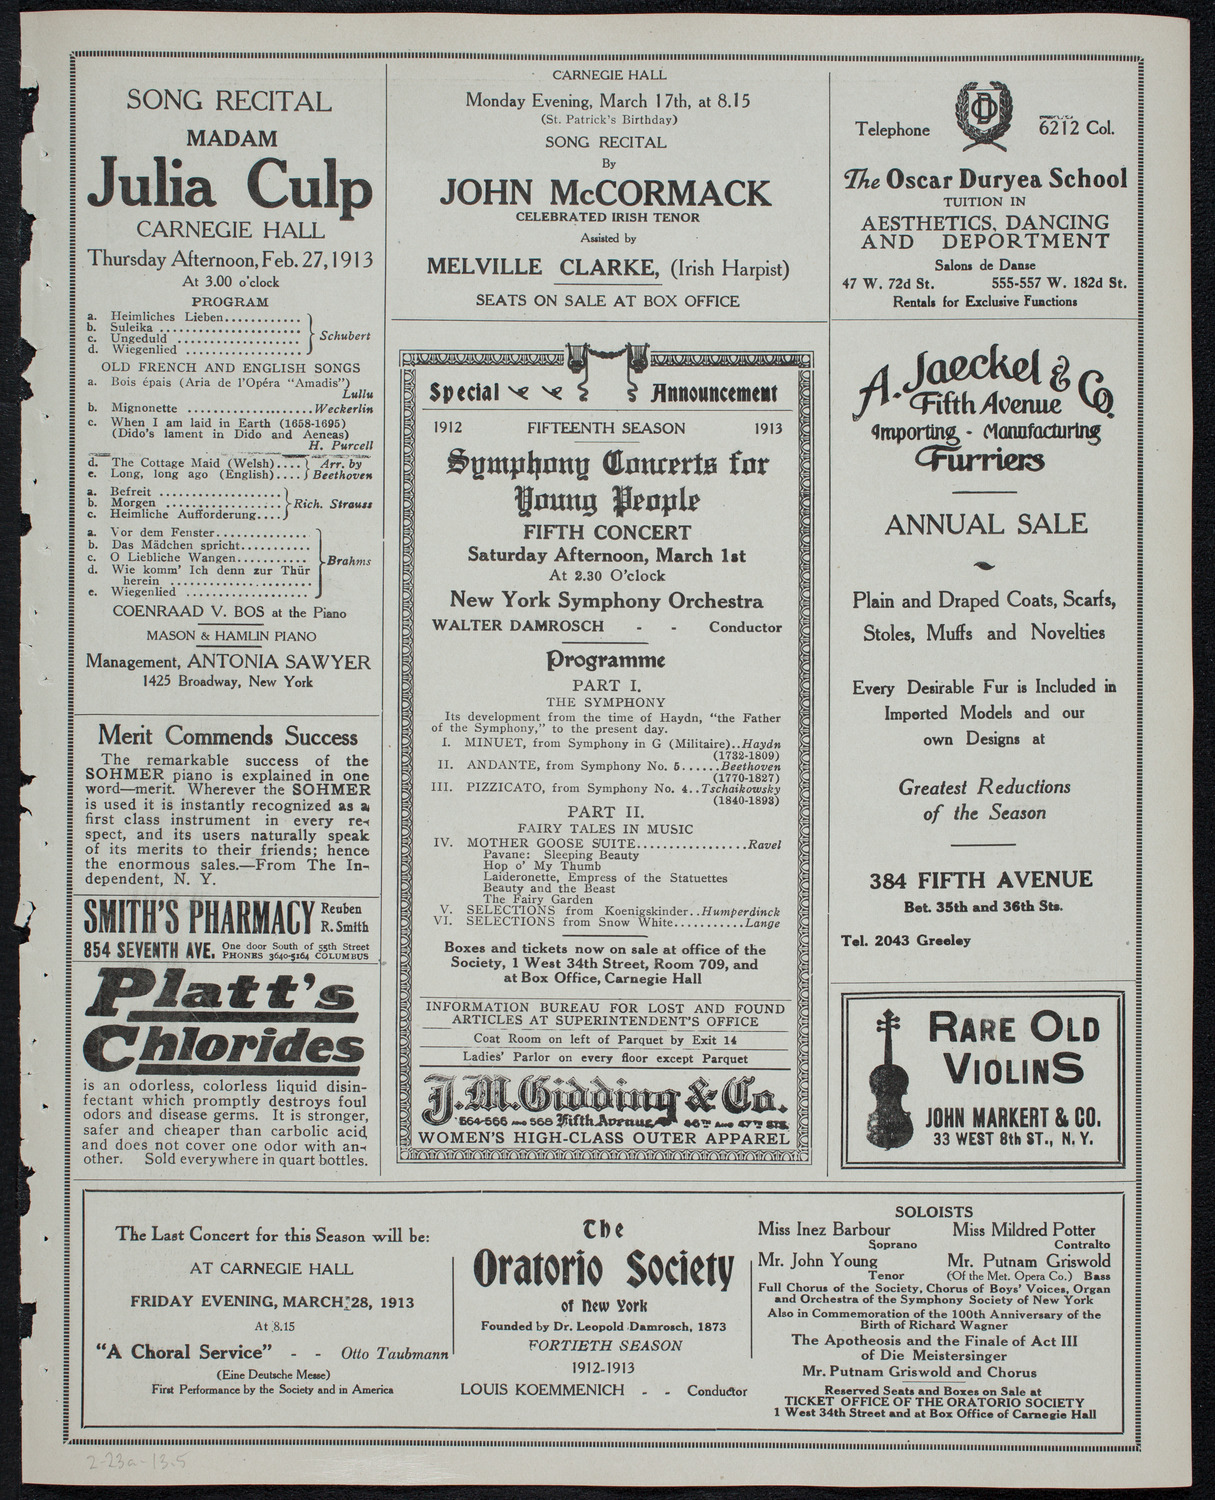 SONG RECITAL
MADAM
Julia Culp
CARNEGIE HALL
Thursday Afternoon, Feb. 27, 1913
At 3.00 o'clock
PROGRAM
a. Heimliches Lieben............
b. Suleika ......................
c. Ungeduld ...................
d. Wiegenlied ..................
Schubert
OLD FRENCH AND ENGLISH SONGS
a. Bois épais (Aria de l'Opéra "Amadis")
Lullu
b. Mignonette ......................Weckerlin
c. When I am laid in Earth (1658-1695)
(Dido's lament in Dido and Aeneas)
H. Purcell
d. The Cottage Maid (Welsh)....
e. Long, long ago (English)....
Arr. by
Beethoven
a. Befreit ......................
b. Morgen .....................
c. Heimliche Aufforderung....
Rich. Strauss
a. Vor dem Fenster...............
b. Das Mädchen spricht...........
c. O Liebliche Wangen...........
d. Wie komm' Ich denn zur Thür
herein .......................
e. Wiegenlied ....................
Brahms
COENRAAD V. BOS at the Piano
MASON & HAMLIN PIANO
Management, ANTONIA SAWYER
1425 Broadway, New York
Merit Commends Success
The remarkable success of the
SOHMER piano is explained in one
word—merit. Wherever the SOHMER
is used it is instantly recognized as a
first class instrument in every re-
spect, and its users naturally speak
of its merits to their friends; hence
the enormous sales.—From The In-
dependent, N. Y.
SMITH'S PHARMACY Reuben R. Smith
854 SEVENTH AVE. One door South of 55th Street
PHONES 3640-5164 COLUMBUS
Platt's
Chlorides
is an odorless, colorless liquid disin-
fectant which promptly destroys foul
odors and disease germs. It is stronger,
safer and cheaper than carbolic acid
and does not cover one odor with an-
other. Sold everywhere in quart bottles.
CARNEGIE HALL
Monday Evening, March 17th, at 8.15
(St. Patrick's Birthday)
SONG RECITAL
By
JOHN McCORMACK
CELEBRATED IRISH TENOR
Assisted by
MELVILLE CLARKE, (Irish Harpist)
SEATS ON SALE AT BOX OFFICE
Special Announcement
1912 FIFTEENTH SEASON 1913
Symphony Concerts for
Young People
FIFTH CONCERT
Saturday Afternoon, March 1st
At 2.30 O'clock
New York Symphony Orchestra
WALTER DAMROSCH - - Conductor
Programme
PART I.
THE SYMPHONY
Its development from the time of Haydn, "the Father
of the Symphony," to the present day.
I. MINUET, from Symphony in G (Militaire)..Haydn
(1732-1809)
II. ANDANTE, from Symphony No. 5......Beethoven
(1770-1827)
III. PIZZICATO, from Symphony No. 4..Tschaikowsky
(1840-1893)
PART II.
FAIRY TALES IN MUSIC
IV. MOTHER GOOSE SUITE.................Ravel
Pavane: Sleeping Beauty
Hop o' My Thumb
Laideronette, Empress of the Statuettes
Beauty and the Beast
The Fairy Garden
V. SELECTIONS from Koenigskinder..Humperdinck
VI. SELECTIONS from Snow White...........Lange
Boxes and tickets now on sale at office of the
Society, 1 West 34th Street, Room 709, and
at Box Office, Carnegie Hall
INFORMATION BUREAU FOR LOST AND FOUND
ARTICLES AT SUPERINTENDENT'S OFFICE
Coat Room on left of Parquet by Exit 14
Ladies' Parlor on every floor except Parquet
J. M. Gidding & Co.
564-566 AND 568 Fifth Avenue 46TH AND 47TH STS.
WOMEN'S HIGH-CLASS OUTER APPAREL
Telephone 6212 Col.
The Oscar Duryea School
TUITION IN
AESTHETICS, DANCING
AND DEPORTMENT
Salons de Danse
47 W. 72d St. 555-557 W. 182d St.
Rentals for Exclusive Functions
A. Jaeckel & Co.
Fifth Avenue
Importing - Manufacturing
Furriers
ANNUAL SALE
Plain and Draped Coats, Scarfs,
Stoles, Muffs and Novelties
Every Desirable Fur is Included in
Imported Models and our
own Designs at
Greatest Reductions
of the Season
384 FIFTH AVENUE
Bet. 35th and 36th Sts.
Tel. 2043 Greeley
RARE OLD
VIOLINS
JOHN MARKERT & CO.
33 WEST 8th ST., N. Y.
The Last Concert for this Season will be:
AT CARNEGIE HALL
FRIDAY EVENING, MARCH 28, 1913
At 8.15
"A Choral Service" - - Otto Taubmann
(Eine Deutsche Messe)
First Performance by the Society and in America
The
Oratorio Society
of New York
Founded by Dr. Leopold Damrosch, 1873
FORTIETH SEASON
1912-1913
LOUIS KOEMMENICH - - Conductor
SOLOISTS
Miss Inez Barbour Miss Mildred Potter
Soprano Contralto
Mr. John Young Mr. Putnam Griswold
Tenor (Of the Met. Opera Co.) Bass
Full Chorus of the Society, Chorus of Boys' Voices, Organ
and Orchestra of the Symphony Society of New York
Also in Commemoration of the 100th Anniversary of the
Birth of Richard Wagner
The Apotheosis and the Finale of Act III
of Die Meistersinger
Mr. Putnam Griswold and Chorus
Reserved Seats and Boxes on Sale at
TICKET OFFICE OF THE ORATORIO SOCIETY
1 West 34th Street and at Box Office of Carnegie Hall
2-23a-13.5